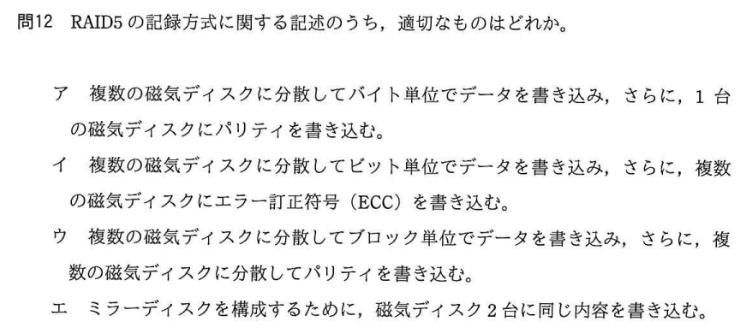 問12 RAID5 の記録方式に関する記述のうち，適切なものはどれか。
ア 複数の磁気ディスクに分散してバイト単位でデータを書き込み，さらに，1 台
の磁気ディスクにパリティを書き込む。
イ 複数の磁気ディスクに分散してビット単位でデータを書き込み，さらに，複数
の磁気ディスクにエラー訂正符号（ECC）を書き込む。
ウ 複数の磁気ディスクに分散してブロック単位でデータを書き込み，さらに，複
数の磁気ディスクに分散してパリティを書き込む。
エ ミラーディスクを構成するために，磁気ディスク 2 台に同じ内容を書き込む。